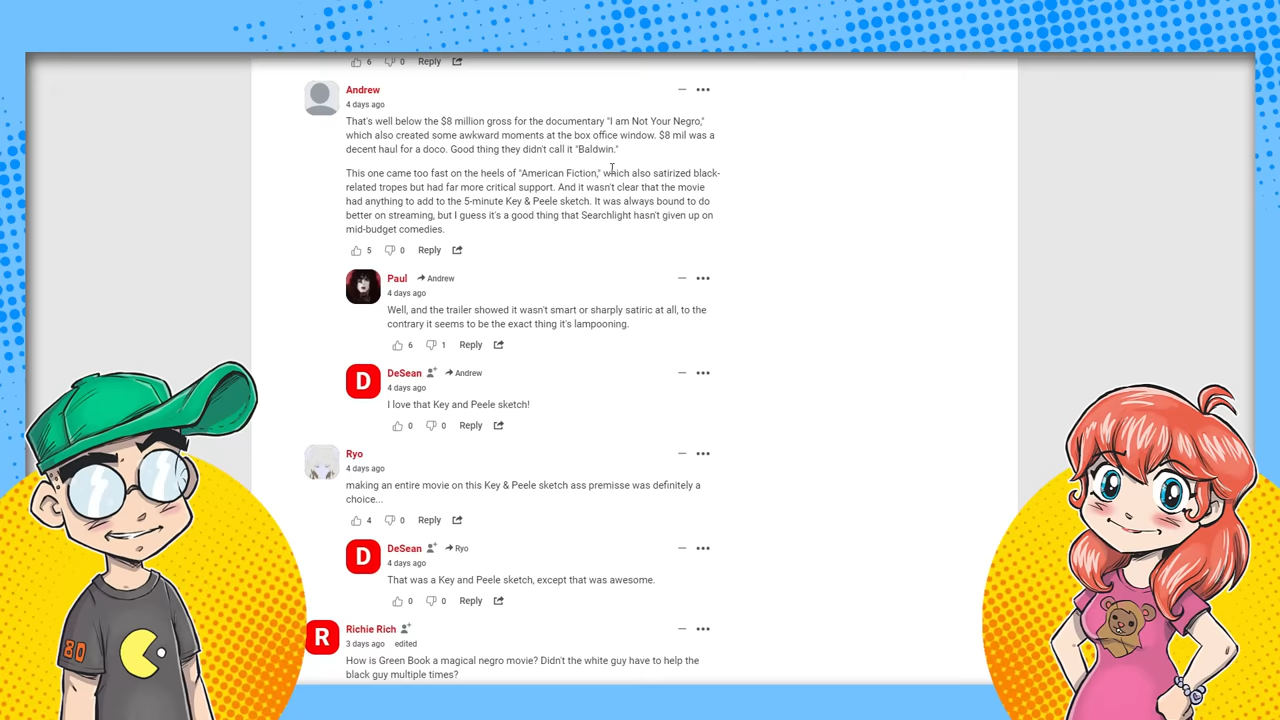 6 0 Reply
Andrew
4 days ago
That's well below the $8 million gross for the documentary "I am Not Your Negro,"
which also created some awkward moments at the box office window. $8 mil was a
decent haul for a doco. Good thing they didn't call it "Baldwin."
This one came too fast on the heels of "American Fiction," which also satirized black-
related tropes but had far more critical support. And it wasn't clear that the movie
had anything to add to the 5-minute Key & Peele sketch. It was always bound to do
better on streaming, but I guess it's a good thing that Searchlight hasn't given up on
mid-budget comedies.
5 0 Reply
Paul Andrew
4 days ago
Well, and the trailer showed it wasn't smart or sharply satiric at all, to the
contrary it seems to be the exact thing it's lampooning.
6 1 Reply
D
DeSean Andrew
4 days ago
I love that Key and Peele sketch!
0 0 Reply
Ryo
4 days ago
making an entire movie on this Key & Peele sketch ass premisse was definitely a
choice...
4 0 Reply
D
DeSean Ryo
4 days ago
That was a Key and Peele sketch, except that was awesome.
0 0 Reply
R
Richie Rich
3 days ago edited
How is Green Book a magical negro movie? Didn't the white guy have to help the
black guy multiple times?
80